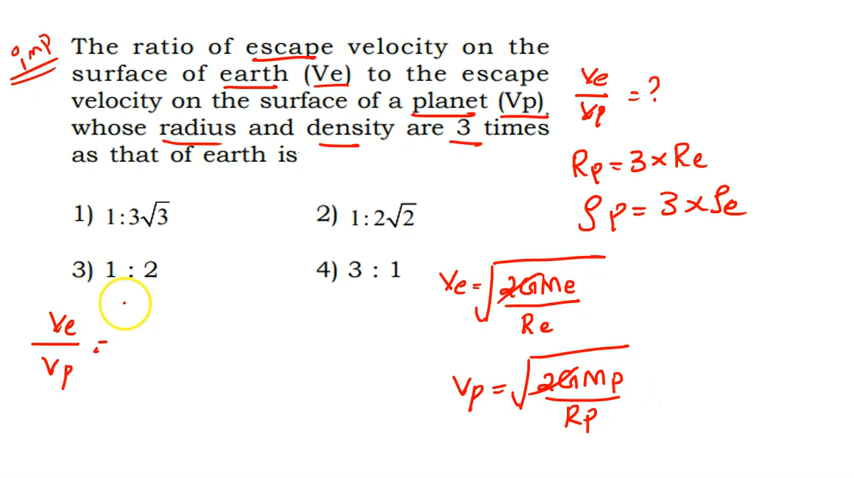 imp
The ratio of escape velocity on the
surface of earth (Ve) to the escape
velocity on the surface of a planet (Vp),
whose radius and density are 3 times
as that of earth is
Ve/Vp = ?
Rp = 3 × Re
ρp = 3 × ρe
1) 1 : 3√3 2) 1 : 2√2
3) 1 : 2 4) 3 : 1
Ve = √(2GMe/Re)
Ve/Vp =
Vp = √(2GMp/Rp)